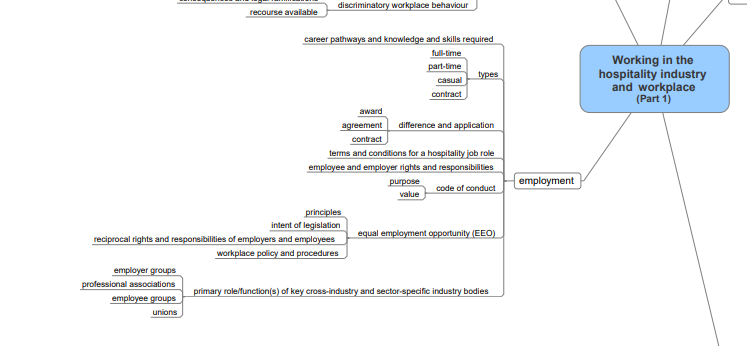 discriminatory workplace behaviour
recourse available
career pathways and knowledge and skills required
full-time
part-time
casual
contract
types
award
agreement
contract
difference and application
terms and conditions for a hospitality job role
employee and employer rights and responsibilities
purpose
value
code of conduct
principles
intent of legislation
reciprocal rights and responsibilities of employers and employees
workplace policy and procedures
equal employment opportunity (EEO)
employer groups
professional associations
employee groups
unions
primary role/function(s) of key cross-industry and sector-specific industry bodies
employment
Working in the
hospitality industry
and workplace
(Part 1)